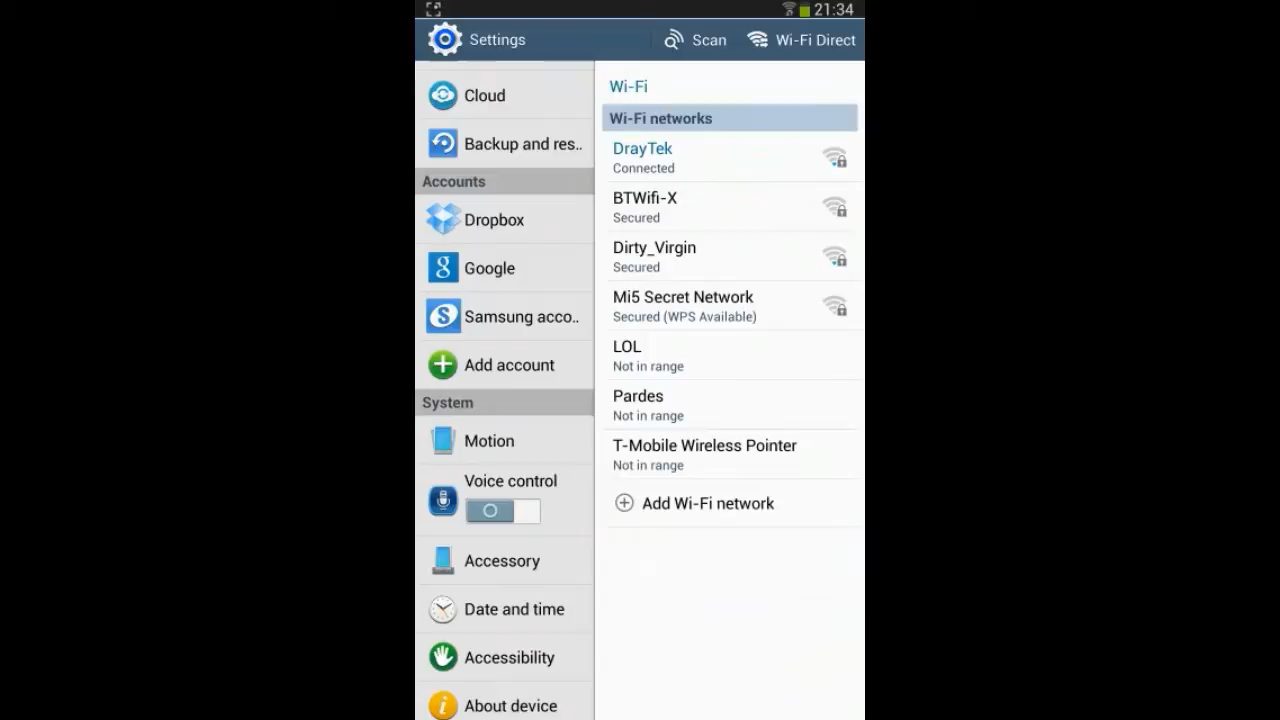 21:34
Settings
Scan
Wi-Fi Direct
Cloud
Backup and res..
Accounts
Dropbox
Google
Samsung acco..
Add account
System
Motion
Voice control
Accessory
Date and time
Accessibility
About device
Wi-Fi
Wi-Fi networks
DrayTek
Connected
BTWifi-X
Secured
Dirty_Virgin
Secured
Mi5 Secret Network
Secured (WPS Available)
LOL
Not in range
Pardes
Not in range
T-Mobile Wireless Pointer
Not in range
Add Wi-Fi network